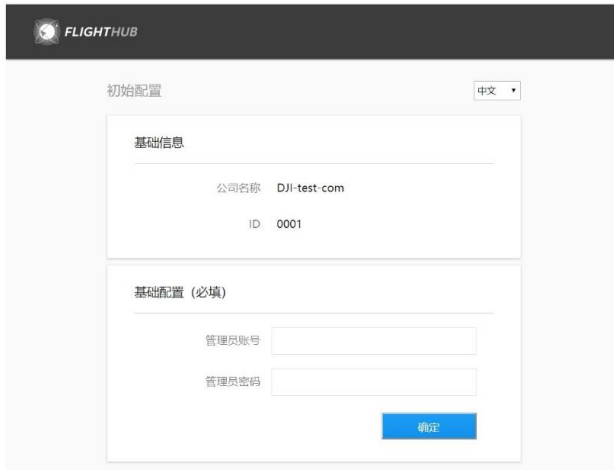 FLIGHTHUB
初始配置
中文
基础信息
公司名称 DJI-test-com
ID 0001
基础配置（必填）
管理员账号
管理员密码
确定